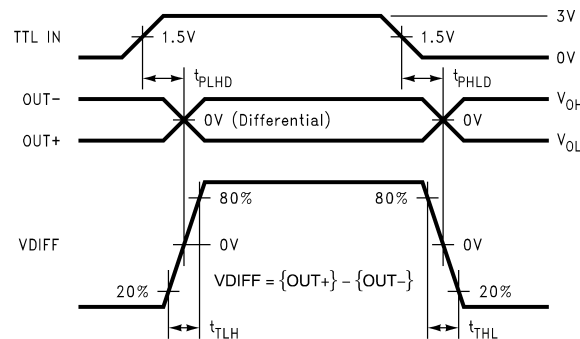 3V
TTL IN
1.5V
1.5V
0V
tPLHD
tPHLD
OUT-
VOH
0V (Differential)
0V
OUT+
VOL
80%
80%
VDIFF
0V
0V
20%
VDIFF = {OUT+} - {OUT-}
20%
tTLH
tTHL